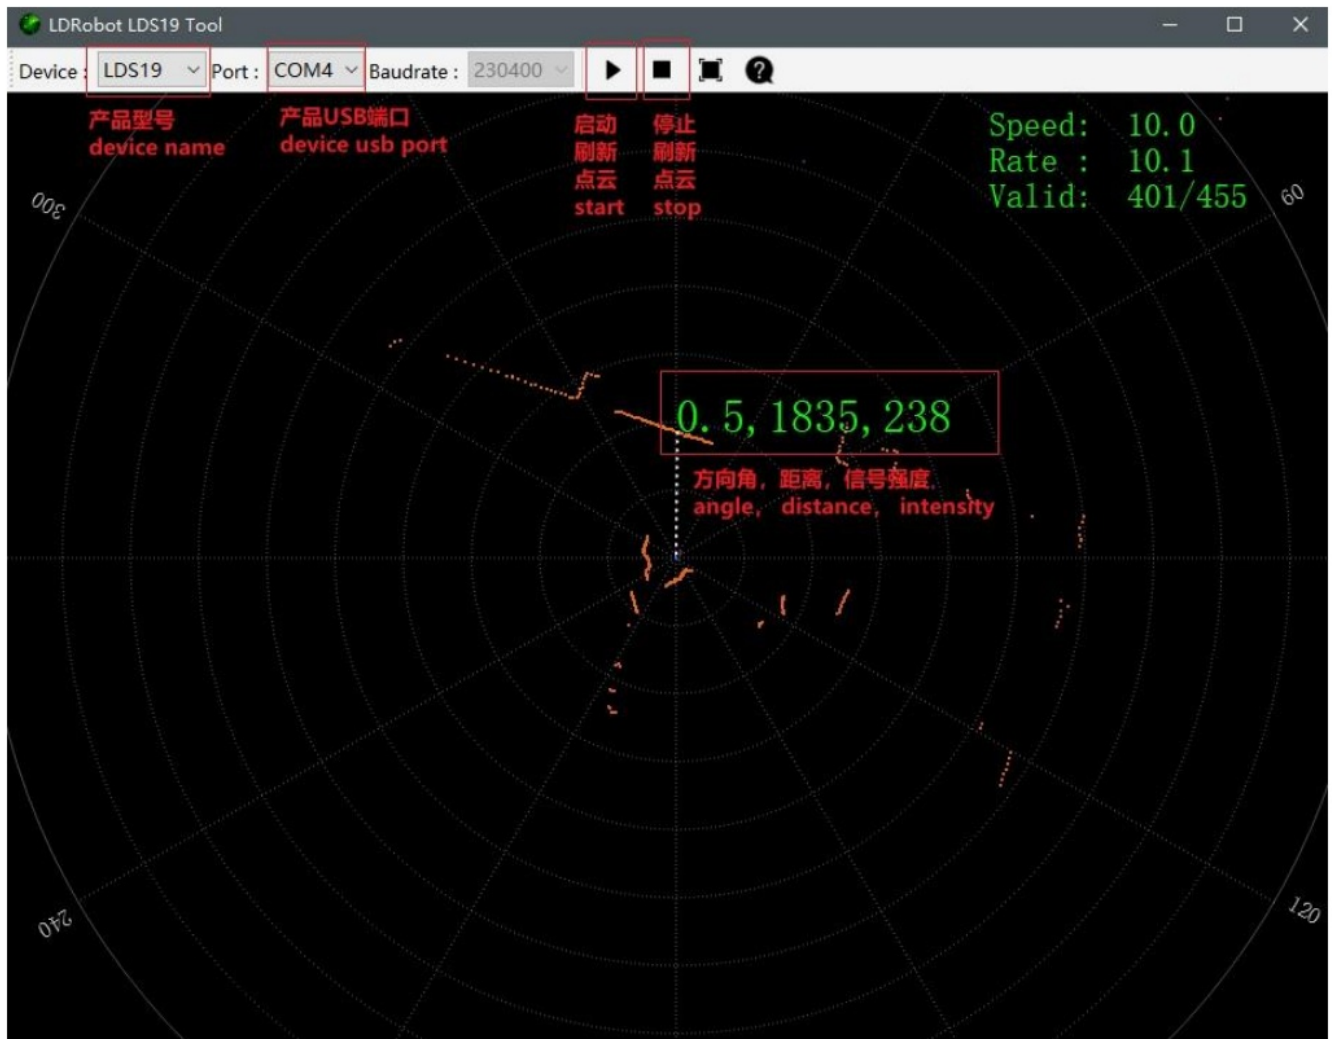 LDRobot LDS19 Tool
Device : LDS19 Port : COM4 Baudrate : 230400
产品型号
device name
产品USB端口
device usb port
启动
刷新
点云
start
停止
刷新
点云
stop
Speed: 10.0
Rate : 10.1
Valid: 401/455
300
60
0.5,1835,238
方向角，距离，信号强度
angle， distance， intensity
240
120